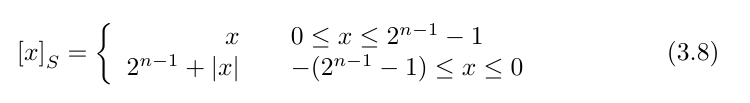 [x]_S = { x 0 ≤ x ≤ 2^{n−1} − 1
2^{n−1} + |x| −(2^{n−1} − 1) ≤ x ≤ 0 (3.8)